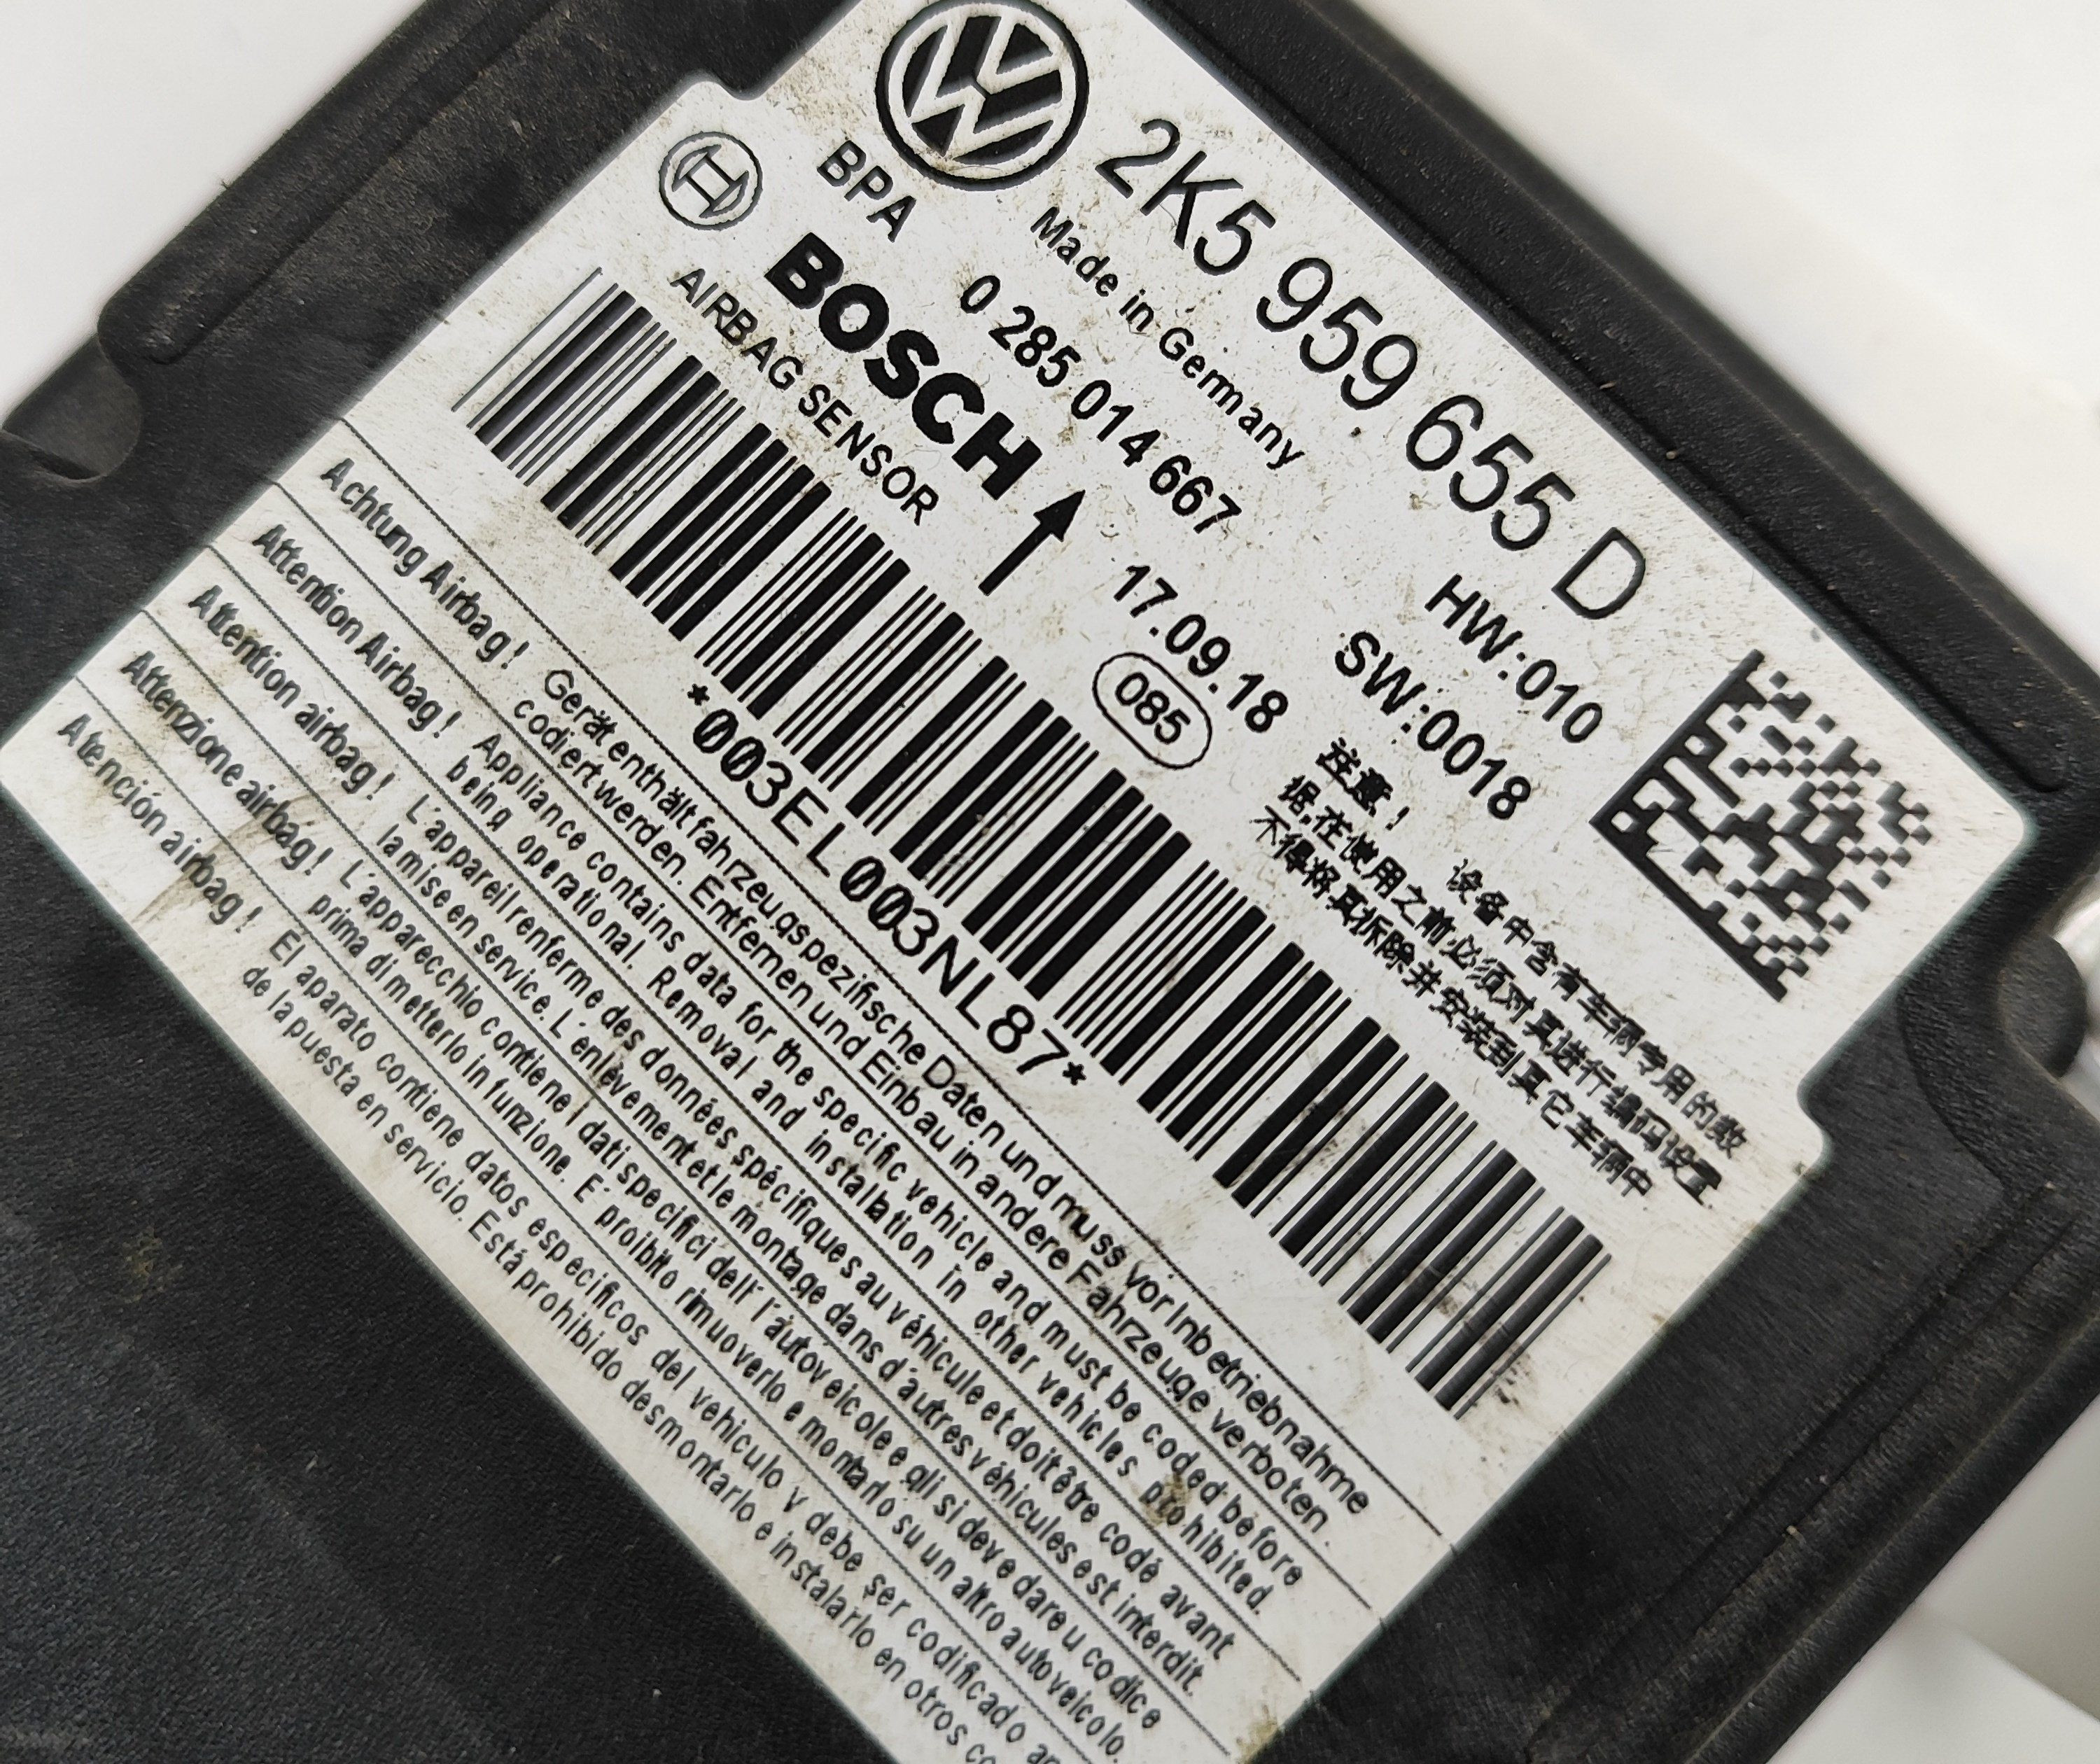 2K5 959 655 D
Made in Germany
HW:010
BPA 0 285 014 667
SW:0018
BOSCH
17.09.18
AIRBAG SENSOR
085
注意! 设备中含有车辆专用的数
据,在使用之前必须对其进行编码设置.
不得将其拆除并安装到其它车辆中
*003EL003NL87*
Achtung Airbag! Gerät enthält fahrzeugspezifische Daten und muss vor Inbetriebnahme
codiert werden. Entfernen und Einbau in andere Fahrzeuge verboten.
Attention Airbag! Appliance contains data for the specific vehicle and must be coded before
being operational. Removal and installation in other vehicles prohibited.
Attention airbag! L'appareil renferme des données spécifiques au véhicule et doit être codé avant
la mise en service. L'enlèvement et le montage dans d'autres véhicules est interdit.
Attenzione airbag! L'apparecchio contiene i dati specifici dell' l'autoveicole e gli si deve dare u codice
prima di metterlo in funzione. E' proibito rimuoverlo e montarlo su un altro autoveicolo.
Atención airbag! El aparato contiene datos especificos del vehiculo y debe ser codificado
de la puesta en servicio. Está prohibido desmontarlo e instalarlo en otros